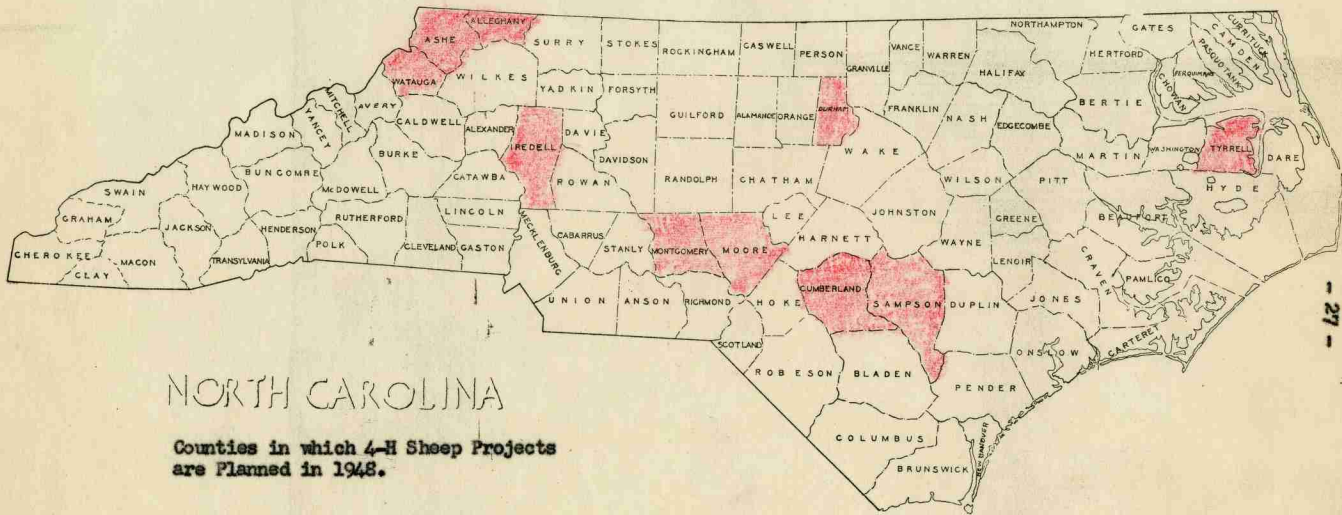 NORTHAMPTON
GATES
CURRITUCK
CAMDEN
PASQUOTANK
PERQUIMANS
CHOWAN
ALLEGHANY
ASHE
SURRY
STOKES
ROCKINGHAM
CASWELL
PERSON
GRANVILLE
VANCE
WARREN
HALIFAX
HERTFORD
WATAUGA
WILKES
YADKIN
FORSYTH
GUILFORD
ALAMANCE
ORANGE
DURHAM
FRANKLIN
NASH
EDGECOMBE
BERTIE
MITCHELL
YANCEY
AVERY
CALDWELL
ALEXANDER
IREDELL
DAVIE
DAVIDSON
WAKE
MARTIN
WASHINGTON
TYRRELL
DARE
MADISON
BUNCOMBE
McDOWELL
BURKE
CATAWBA
ROWAN
RANDOLPH
CHATHAM
WILSON
PITT
HYDE
SWAIN
HAYWOOD
RUTHERFORD
LINCOLN
LEE
JOHNSTON
GREENE
BEAUFORT
GRAHAM
JACKSON
HENDERSON
POLK
CLEVELAND
GASTON
MECKLENBURG
CABARRUS
STANLY
MONTGOMERY
MOORE
HARNETT
WAYNE
LENOIR
CRAVEN
PAMLICO
CHEROKEE
CLAY
MACON
TRANSYLVANIA
UNION
ANSON
RICHMOND
HOKE
CUMBERLAND
SAMPSON
DUPLIN
JONES
CARTERET
SCOTLAND
ROBESON
BLADEN
ONSLOW
PENDER
COLUMBUS
BRUNSWICK
NEW HANOVER
NORTH CAROLINA
Counties in which 4-H Sheep Projects
are Planned in 1948.
- 27 -